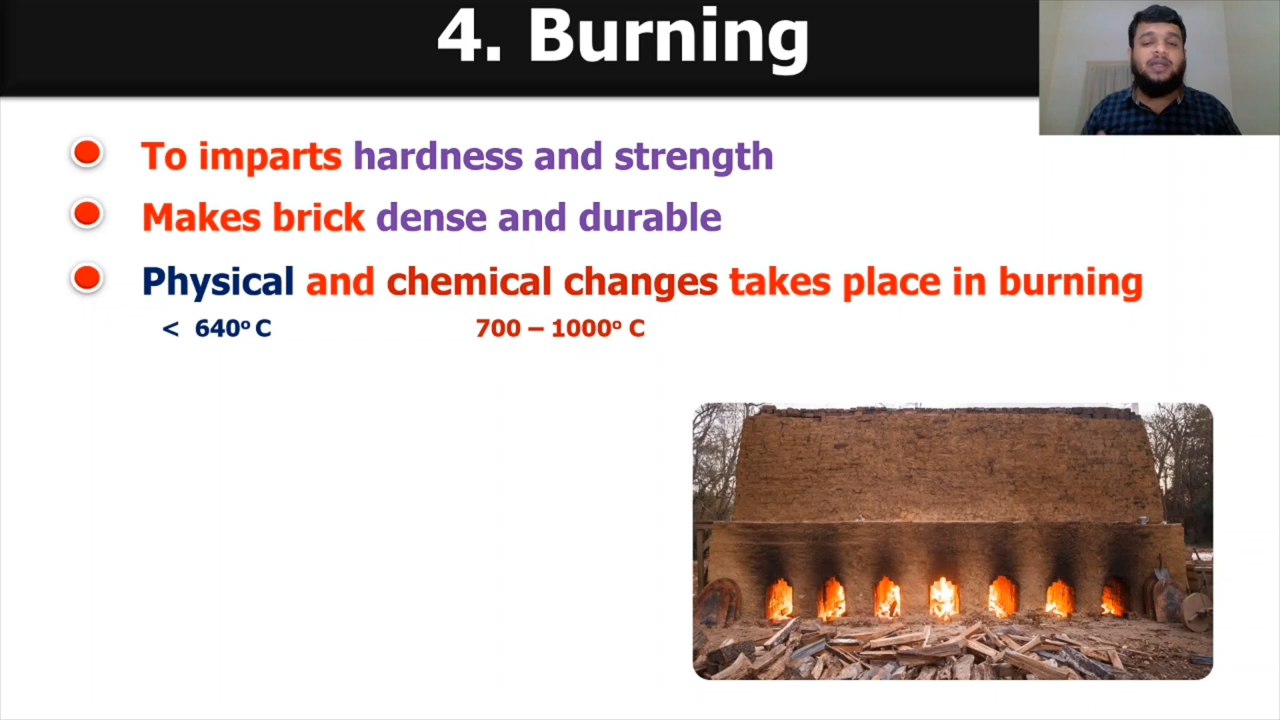 4. Burning
To imparts hardness and strength
Makes brick dense and durable
Physical and chemical changes takes place in burning
< 640° C 700 – 1000° C